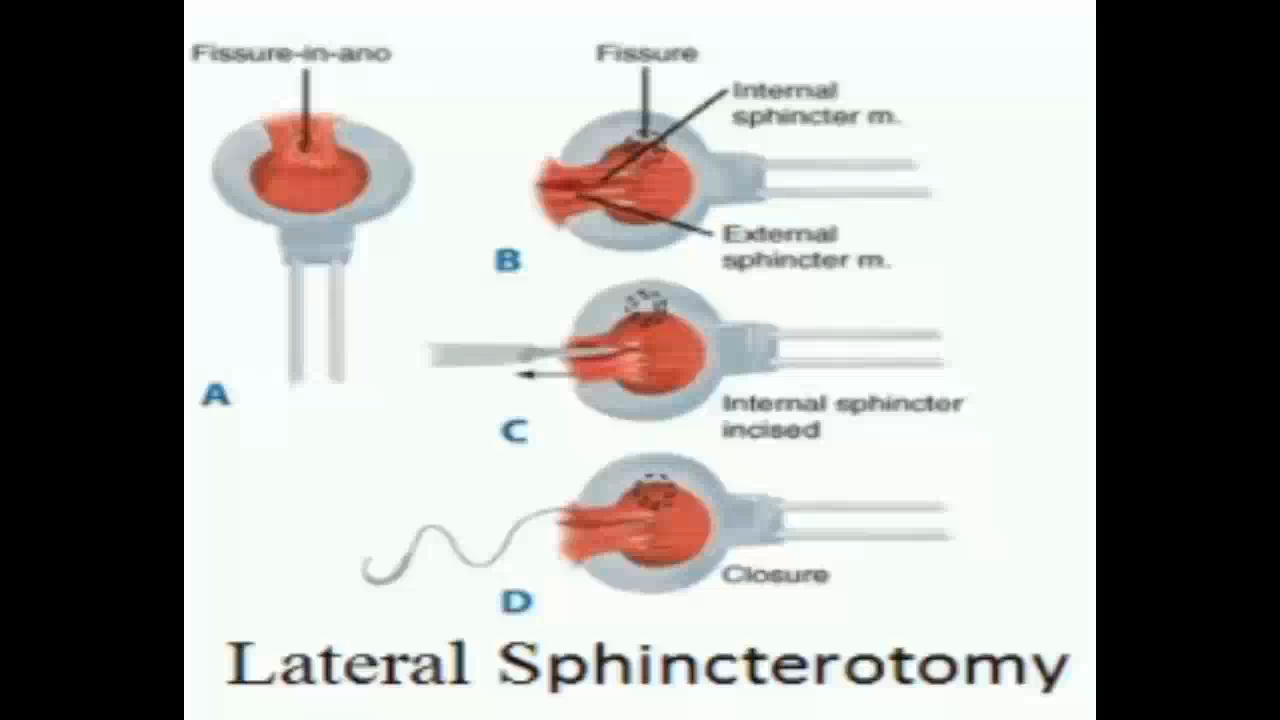 Fissure-in-ano
A
Fissure
Internal
sphincter m.
External
sphincter m.
B
Internal sphincter
incised
C
Closure
D
Lateral Sphincterotomy